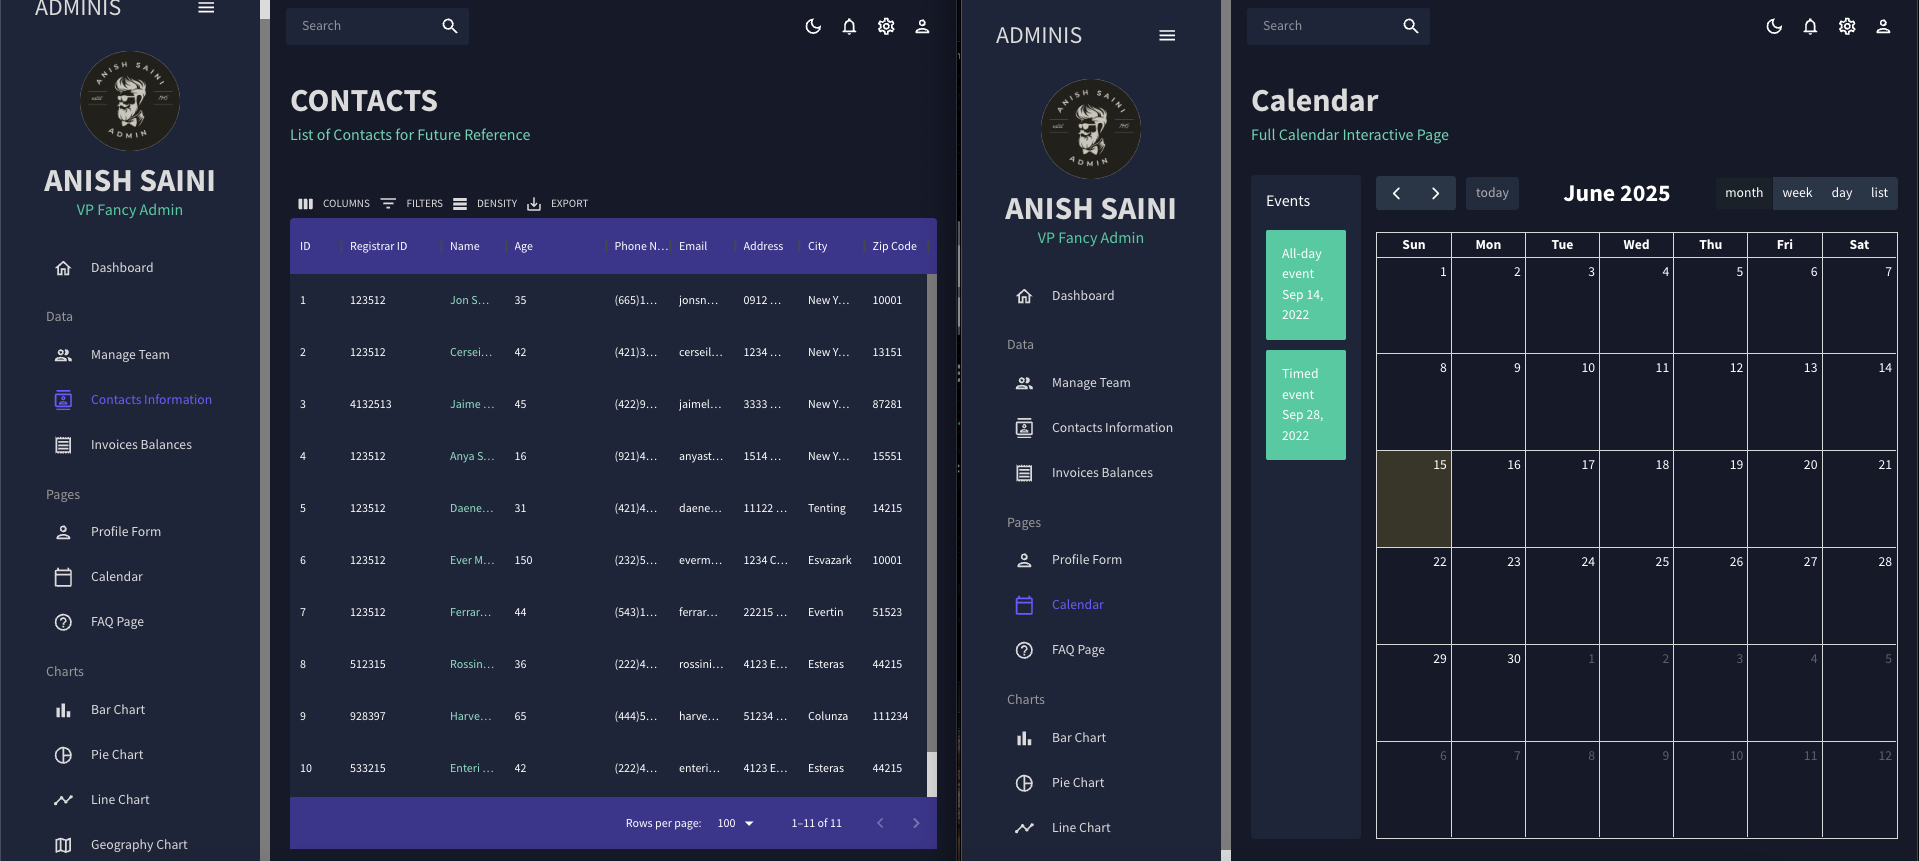 ADMINIS
ANISH SAINI
ADMIN
ANISH SAINI
VP Fancy Admin
Dashboard
Data
Manage Team
Contacts Information
Invoices Balances
Pages
Profile Form
Calendar
FAQ Page
Charts
Bar Chart
Pie Chart
Line Chart
Geography Chart
Search
CONTACTS
List of Contacts for Future Reference
COLUMNS FILTERS DENSITY EXPORT
ID Registrar ID Name Age Phone N... Email Address City Zip Code
1 123512 Jon S... 35 (665)1... jonsn... 0912 ... New Y... 10001
2 123512 Cersei... 42 (421)3... cerseil... 1234 ... New Y... 13151
3 4132513 Jaime ... 45 (422)9... jaimel... 3333 ... New Y... 87281
4 123512 Anya S... 16 (921)4... anyast... 1514 ... New Y... 15551
5 123512 Daene... 31 (421)4... daene... 11122 ... Tenting 14215
6 123512 Ever M... 150 (232)5... everm... 1234 C... Esvazark 10001
7 123512 Ferrar... 44 (543)1... ferrar... 22215 ... Evertin 51523
8 512315 Rossin... 36 (222)4... rossini... 4123 E... Esteras 44215
9 928397 Harve... 65 (444)5... harve... 51234 ... Colunza 111234
10 533215 Enteri ... 42 (222)4... enteri... 4123 E... Esteras 44215
Rows per page: 100 1–11 of 11
ADMINIS
ANISH SAINI
ADMIN
ANISH SAINI
VP Fancy Admin
Dashboard
Data
Manage Team
Contacts Information
Invoices Balances
Pages
Profile Form
Calendar
FAQ Page
Charts
Bar Chart
Pie Chart
Line Chart
Search
Calendar
Full Calendar Interactive Page
Events
All-day
event
Sep 14,
2022
Timed
event
Sep 28,
2022
today June 2025 month week day list
Sun Mon Tue Wed Thu Fri Sat
1 2 3 4 5 6 7
8 9 10 11 12 13 14
15 16 17 18 19 20 21
22 23 24 25 26 27 28
29 30 1 2 3 4 5
6 7 8 9 10 11 12